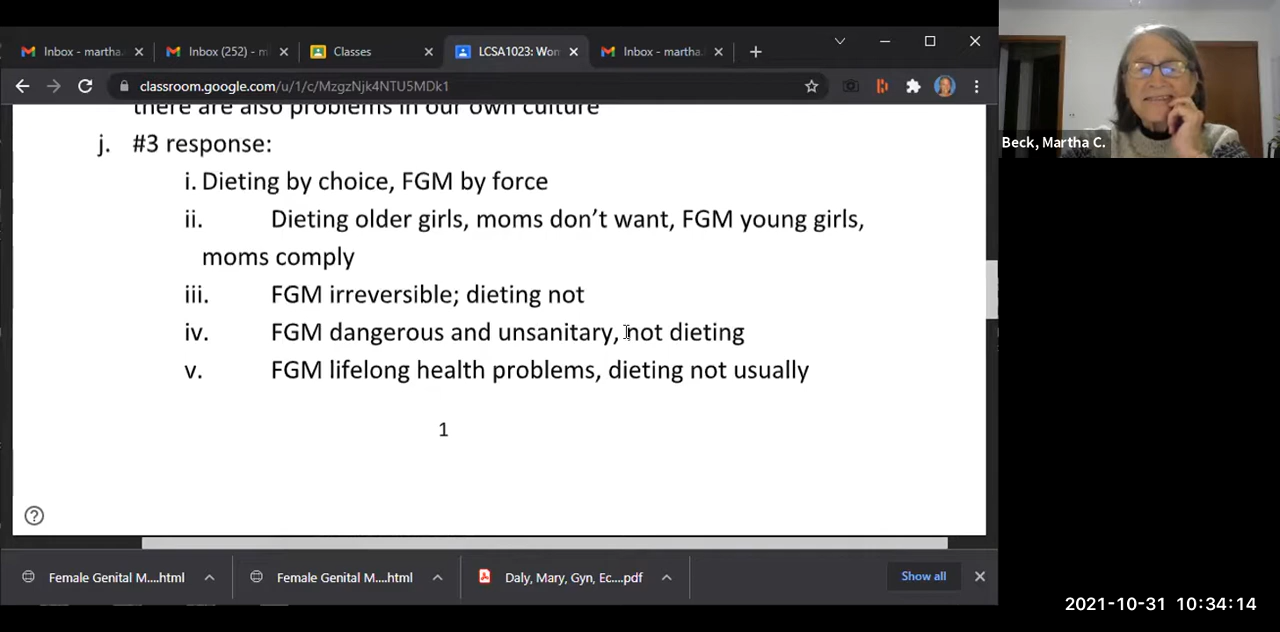 Inbox - martha.
Inbox (252) - m
Classes
LCSA1023: Wom
Inbox - martha.
classroom.google.com/u/1/c/MzgzNjk4NTU5MDk1
there are also problems in our own culture
j. #3 response:
i. Dieting by choice, FGM by force
ii. Dieting older girls, moms don’t want, FGM young girls,
moms comply
iii. FGM irreversible; dieting not
iv. FGM dangerous and unsanitary, not dieting
v. FGM lifelong health problems, dieting not usually
1
Female Genital M....html
Female Genital M....html
Daly, Mary, Gyn, Ec....pdf
Show all
Beck, Martha C.
2021-10-31 10:34:14